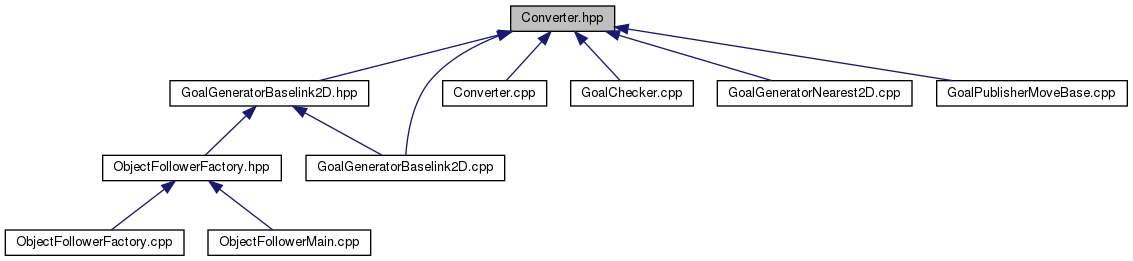 Converter.hpp
GoalGeneratorBaselink2D.hpp
Converter.cpp
GoalChecker.cpp
GoalGeneratorNearest2D.cpp
GoalPublisherMoveBase.cpp
ObjectFollowerFactory.hpp
GoalGeneratorBaselink2D.cpp
ObjectFollowerFactory.cpp
ObjectFollowerMain.cpp